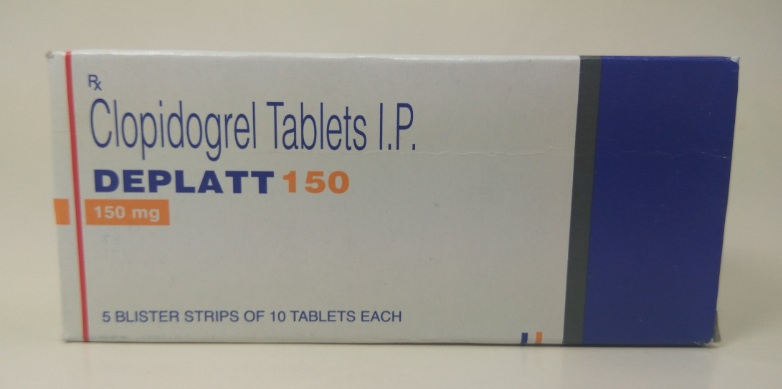 Rx
Clopidogrel Tablets I.P.
DEPLATT 150
150 mg
5 BLISTER STRIPS OF 10 TABLETS EACH